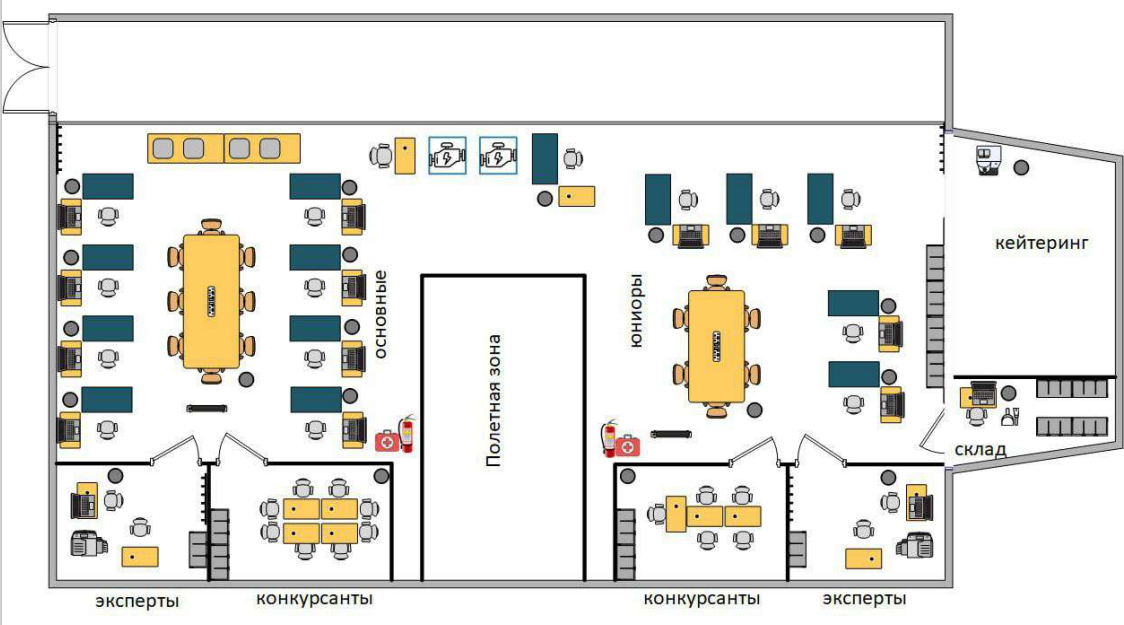 кейтеринг
основные
юниоры
Полетная зона
склад
эксперты
конкурсанты
конкурсанты
эксперты